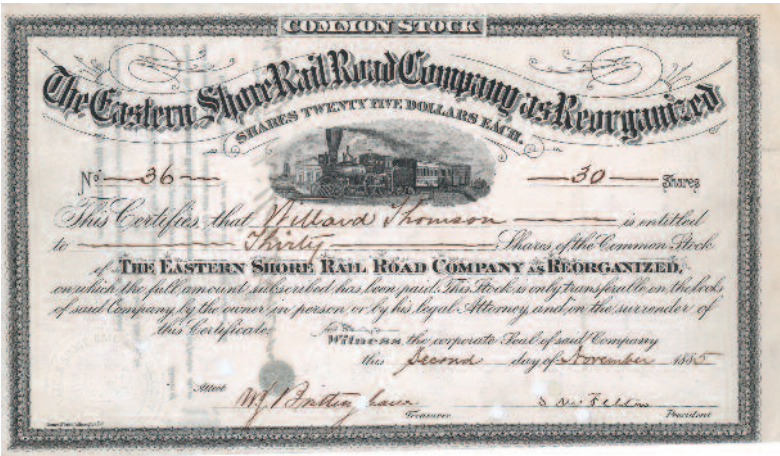 COMMON STOCK
The Eastern Shore Rail Road Company as Reorganized
SHARES TWENTY FIVE DOLLARS EACH.
No 36 30 Shares
This Certifies, that Willard Thomson is entitled
to Thirty Shares of the Common Stock
of THE EASTERN SHORE RAIL ROAD COMPANY AS REORGANIZED,
on which the full amount subscribed has been paid. This Stock is only transferable on the books
of said Company by the owner in person or by his legal Attorney, and on the surrender of
this Certificate.
Witness, the corporate Seal of said Company
this Second day of November 1885
Attest
Treasurer President